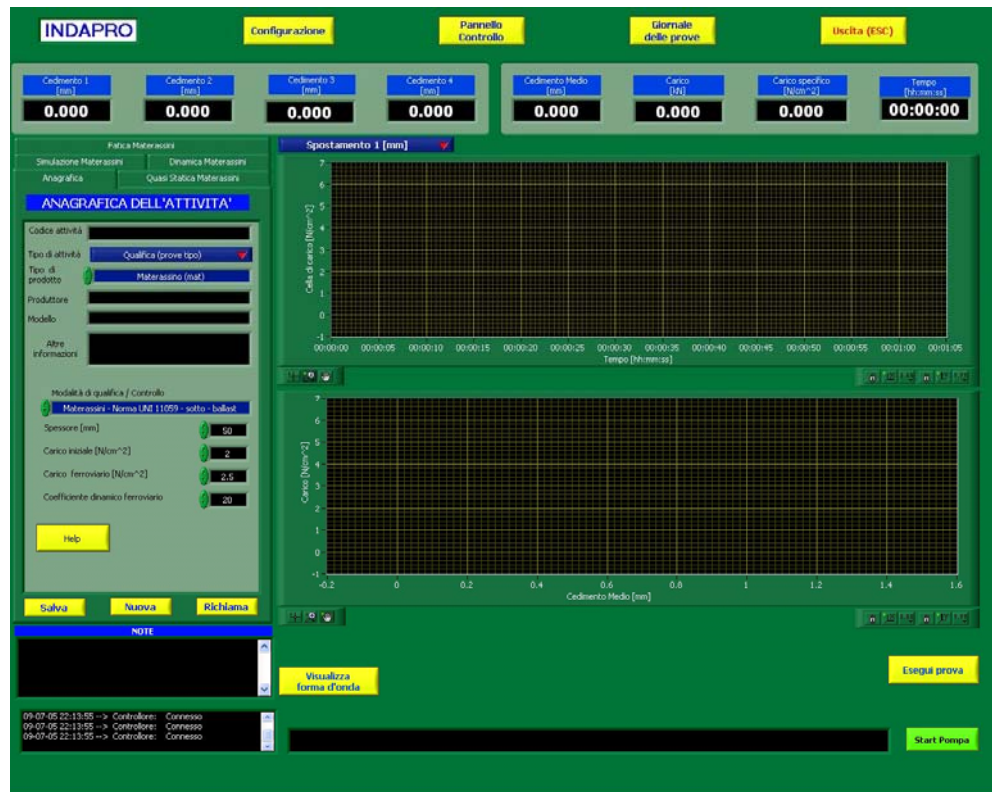 INDAPRO
Configurazione
Pannello
Controllo
Giornale
delle prove
Uscita (ESC)
Cedimento 1
[mm]
0.000
Cedimento 2
[mm]
0.000
Cedimento 3
[mm]
0.000
Cedimento 4
[mm]
0.000
Cedimento Medio
[mm]
0.000
Carico
[kN]
0.000
Carico specifico
[N/cm^2]
0.000
Tempo
[hh:mm:ss]
00:00:00
Fatica Materassini
Simulazione Materassini
Dinamica Materassini
Anagrafica
Quasi Statica Materassini
ANAGRAFICA DELL'ATTIVITA'
Codice attività
Tipo di attività
Qualifica (prove tipo)
Tipo di
prodotto
Materassino (mat)
Produttore
Modello
Altre
informazioni
Modalità di qualifica / Controllo
Materassini - Norma UNI 11059 - sotto - ballast
Spessore [mm]
50
Carico iniziale [N/cm^2]
2
Carico ferroviario [N/cm^2]
2.5
Coefficiente dinamico ferroviario
20
Help
Salva
Nuova
Richiama
NOTE
09-07-05 22:13:55 --> Controllore: Connesso
09-07-05 22:13:55 --> Controllore: Connesso
09-07-05 22:13:55 --> Controllore: Connesso
Spostamento 1 [mm]
Cella di carico [N/cm^2]
7
6
5
4
3
2
1
0
-1
00:00:00 00:00:05 00:00:10 00:00:15 00:00:20 00:00:25 00:00:30 00:00:35 00:00:40 00:00:45 00:00:50 00:00:55 00:01:00 00:01:05
Tempo [hh:mm:ss]
Carico [N/cm^2]
7
6
5
4
3
2
1
0
-1
-0.2 0 0.2 0.4 0.6 0.8 1 1.2 1.4 1.6
Cedimento Medio [mm]
Visualizza
forma d'onda
Esegui prova
Start Pompa